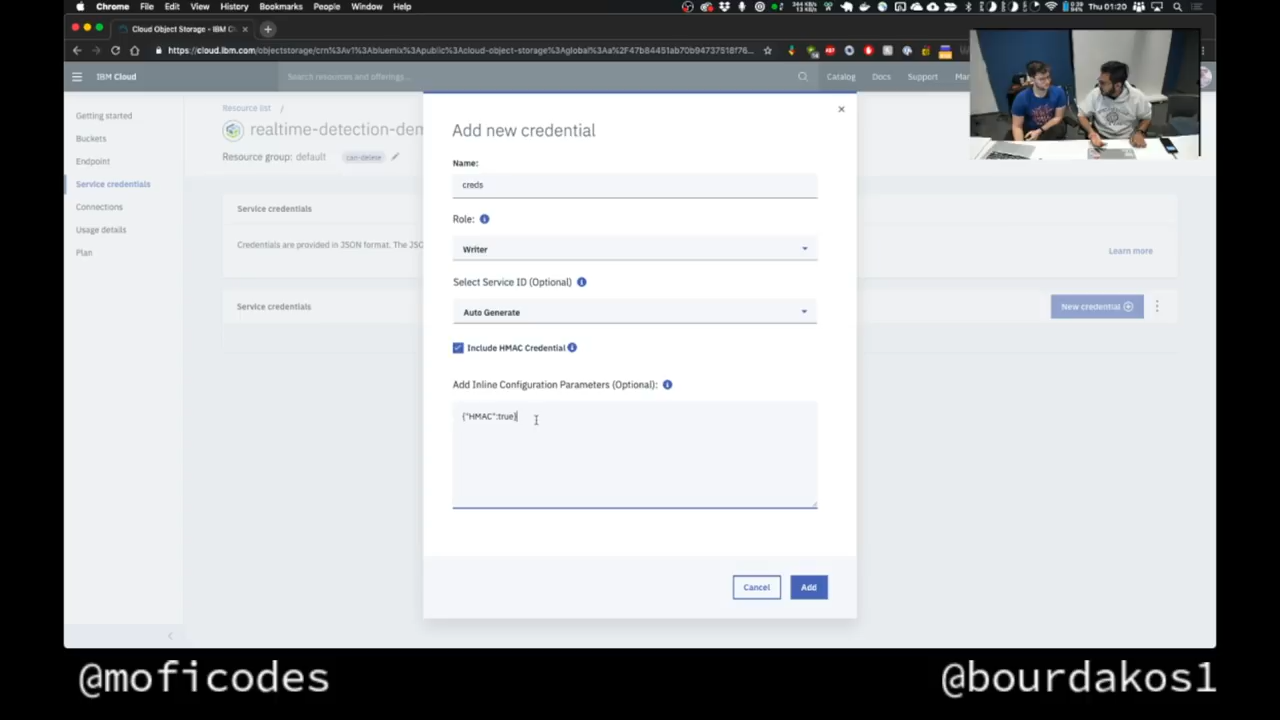 Chrome File Edit View History Bookmarks People Window Help
Thu 01:20
Cloud Object Storage - IBM Cl
https://cloud.ibm.com/objectstorage/crn%3Av1%3Abluemix%3Apublic%3Acloud-object-storage%3Aglobal%3Aa%2F47b84451ab70b94737518f76...
IBM Cloud
Search resources and offerings...
Catalog Docs Support Man
Getting started
Buckets
Endpoint
Service credentials
Connections
Usage details
Plan
Resource list /
realtime-detection-dem
Resource group: default can-delete
Service credentials
Credentials are provided in JSON format. The JSO
Learn more
Service credentials
New credential
Add new credential
Name:
creds
Role:
Writer
Select Service ID (Optional)
Auto Generate
Include HMAC Credential
Add Inline Configuration Parameters (Optional):
{"HMAC":true}
Cancel Add
@moficodes @bourdakos1